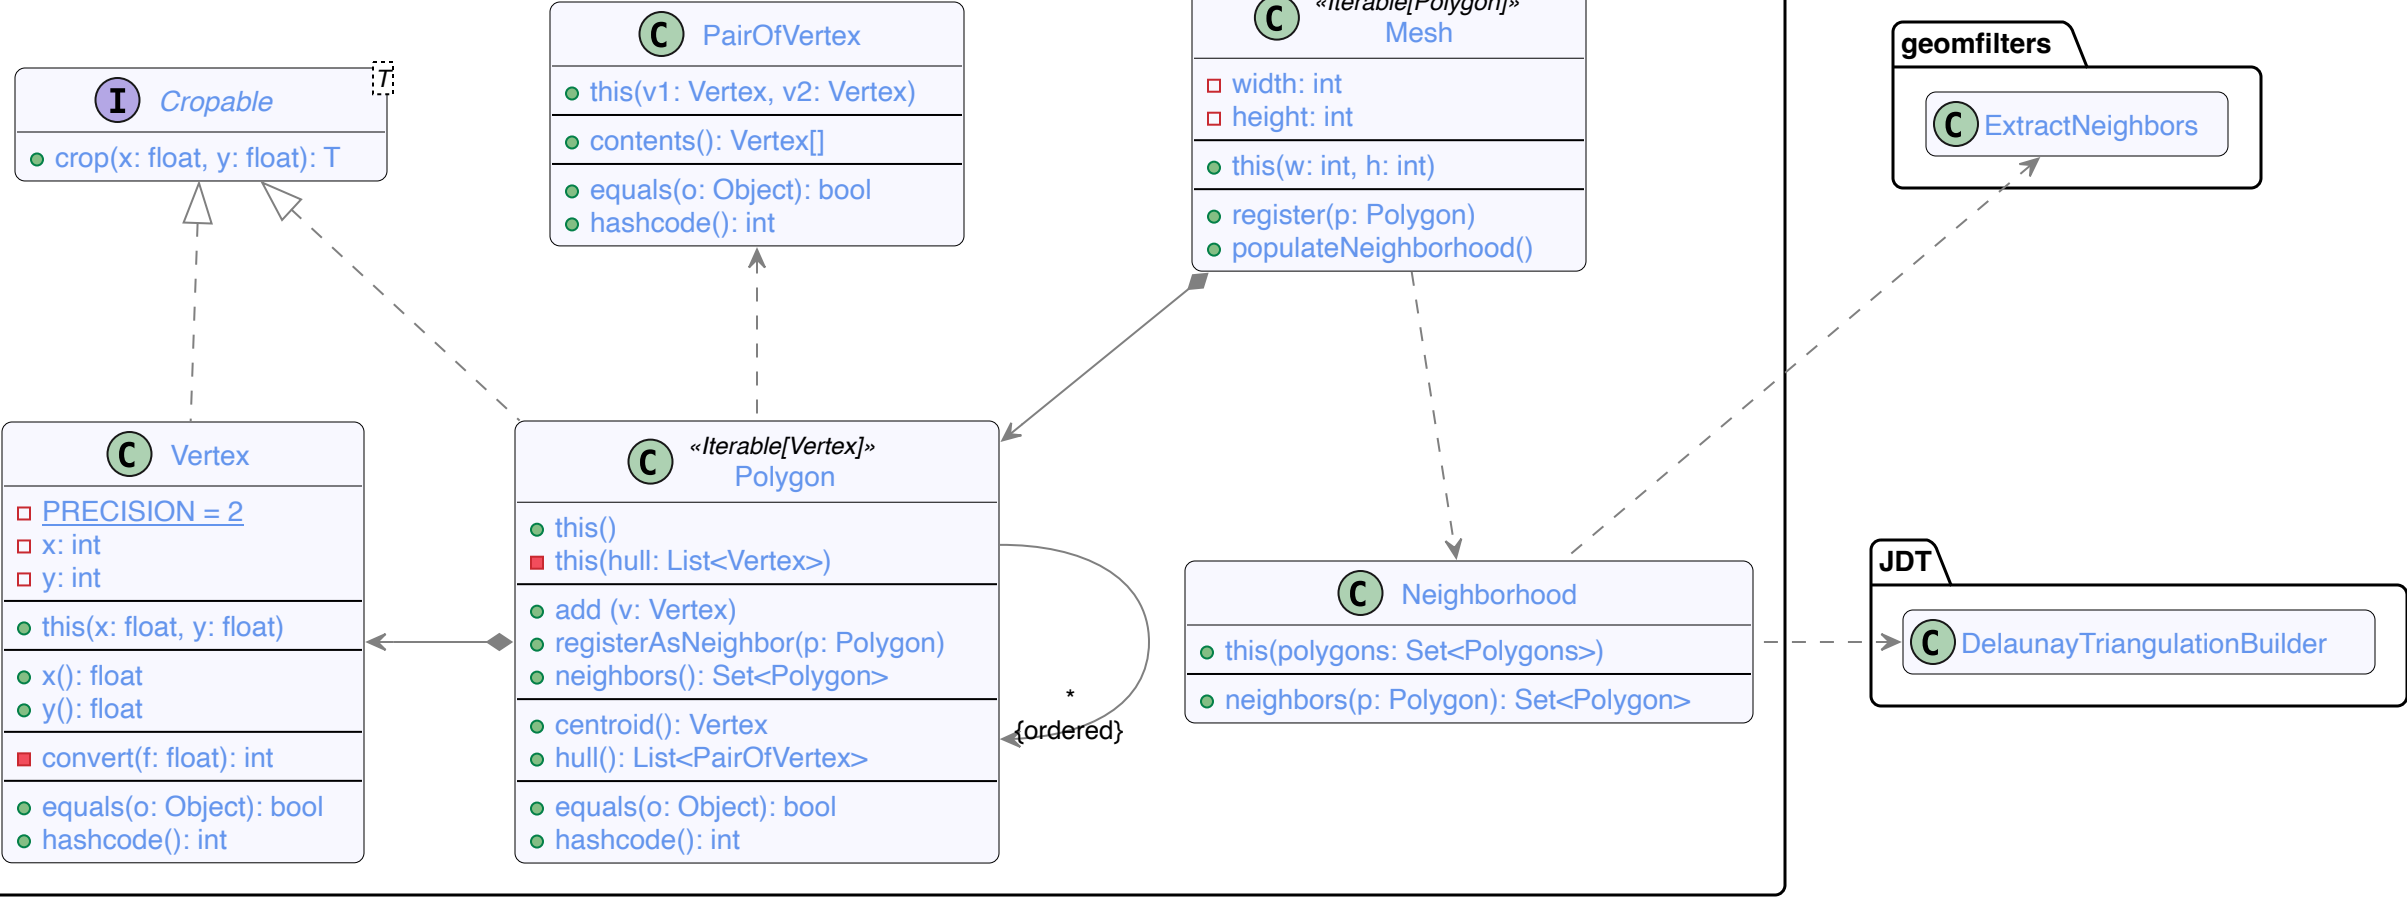 C PairOfVertex
this(v1: Vertex, v2: Vertex)
contents(): Vertex[]
equals(o: Object): bool
hashcode(): int
«Iterable[Polygon]»
C Mesh
width: int
height: int
this(w: int, h: int)
register(p: Polygon)
populateNeighborhood()
geomfilters
C ExtractNeighbors
T
I Cropable
crop(x: float, y: float): T
C Vertex
PRECISION = 2
x: int
y: int
this(x: float, y: float)
x(): float
y(): float
convert(f: float): int
equals(o: Object): bool
hashcode(): int
«Iterable[Vertex]»
C Polygon
this()
this(hull: List<Vertex>)
add (v: Vertex)
registerAsNeighbor(p: Polygon)
neighbors(): Set<Polygon>
centroid(): Vertex
hull(): List<PairOfVertex>
equals(o: Object): bool
hashcode(): int
*
{ordered}
C Neighborhood
this(polygons: Set<Polygons>)
neighbors(p: Polygon): Set<Polygon>
JDT
C DelaunayTriangulationBuilder